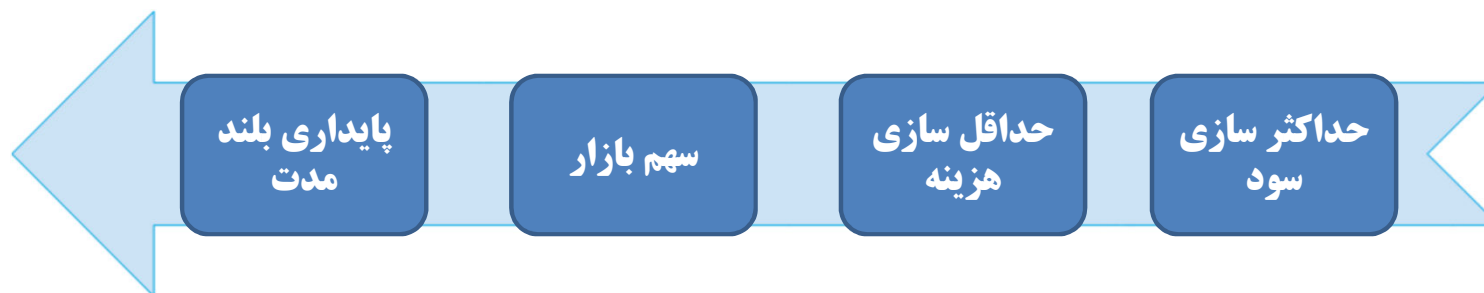 حداکثر سازی
سود
حداقل سازی
هزینه
سهم بازار
پایداری بلند
مدت